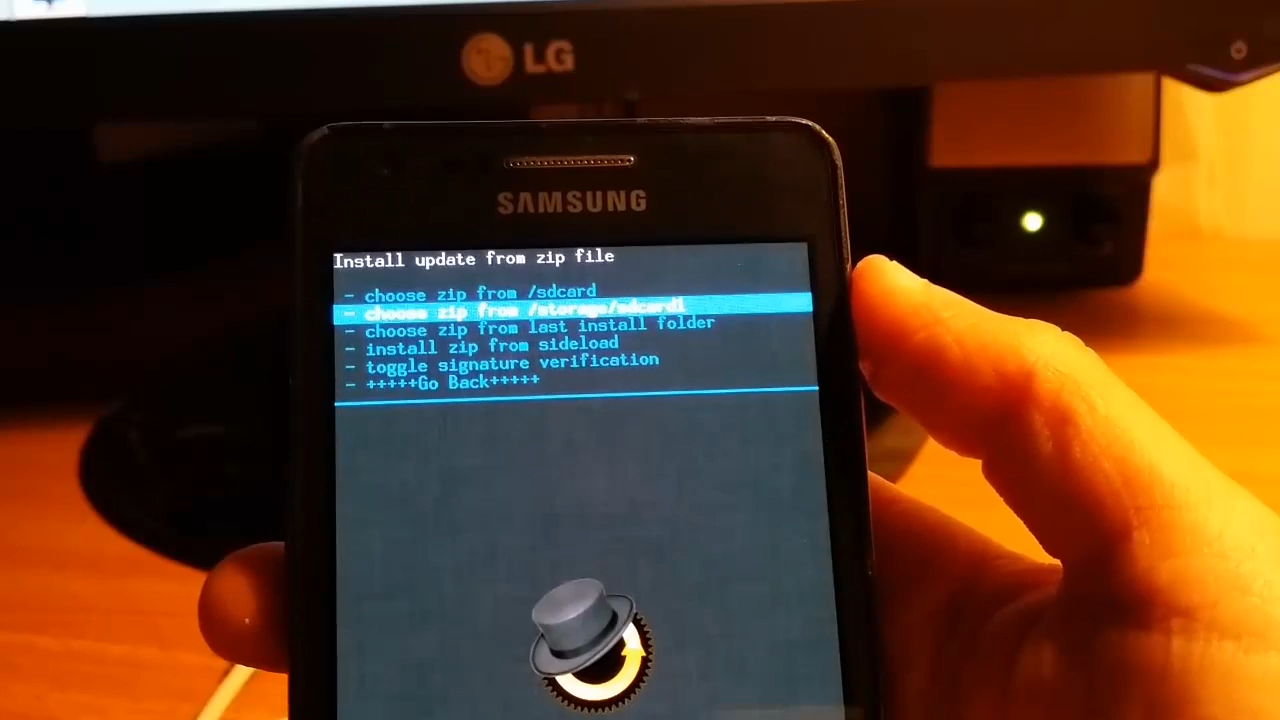 LG
SAMSUNG
Install update from zip file
- choose zip from /sdcard
- choose zip from /storage/sdcard1
- choose zip from last install folder
- install zip from sideload
- toggle signature verification
- +++++Go Back+++++